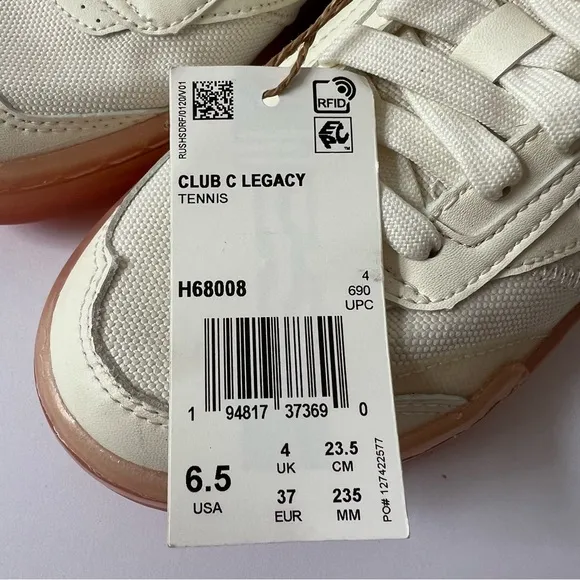 RUSHSDRF/0120/V01
RFID
EPC
CLUB C LEGACY
TENNIS
H68008
4
690
UPC
1 94817 37369 0
6.5
USA
4
UK
23.5
CM
37
EUR
235
MM
PO# 127422577